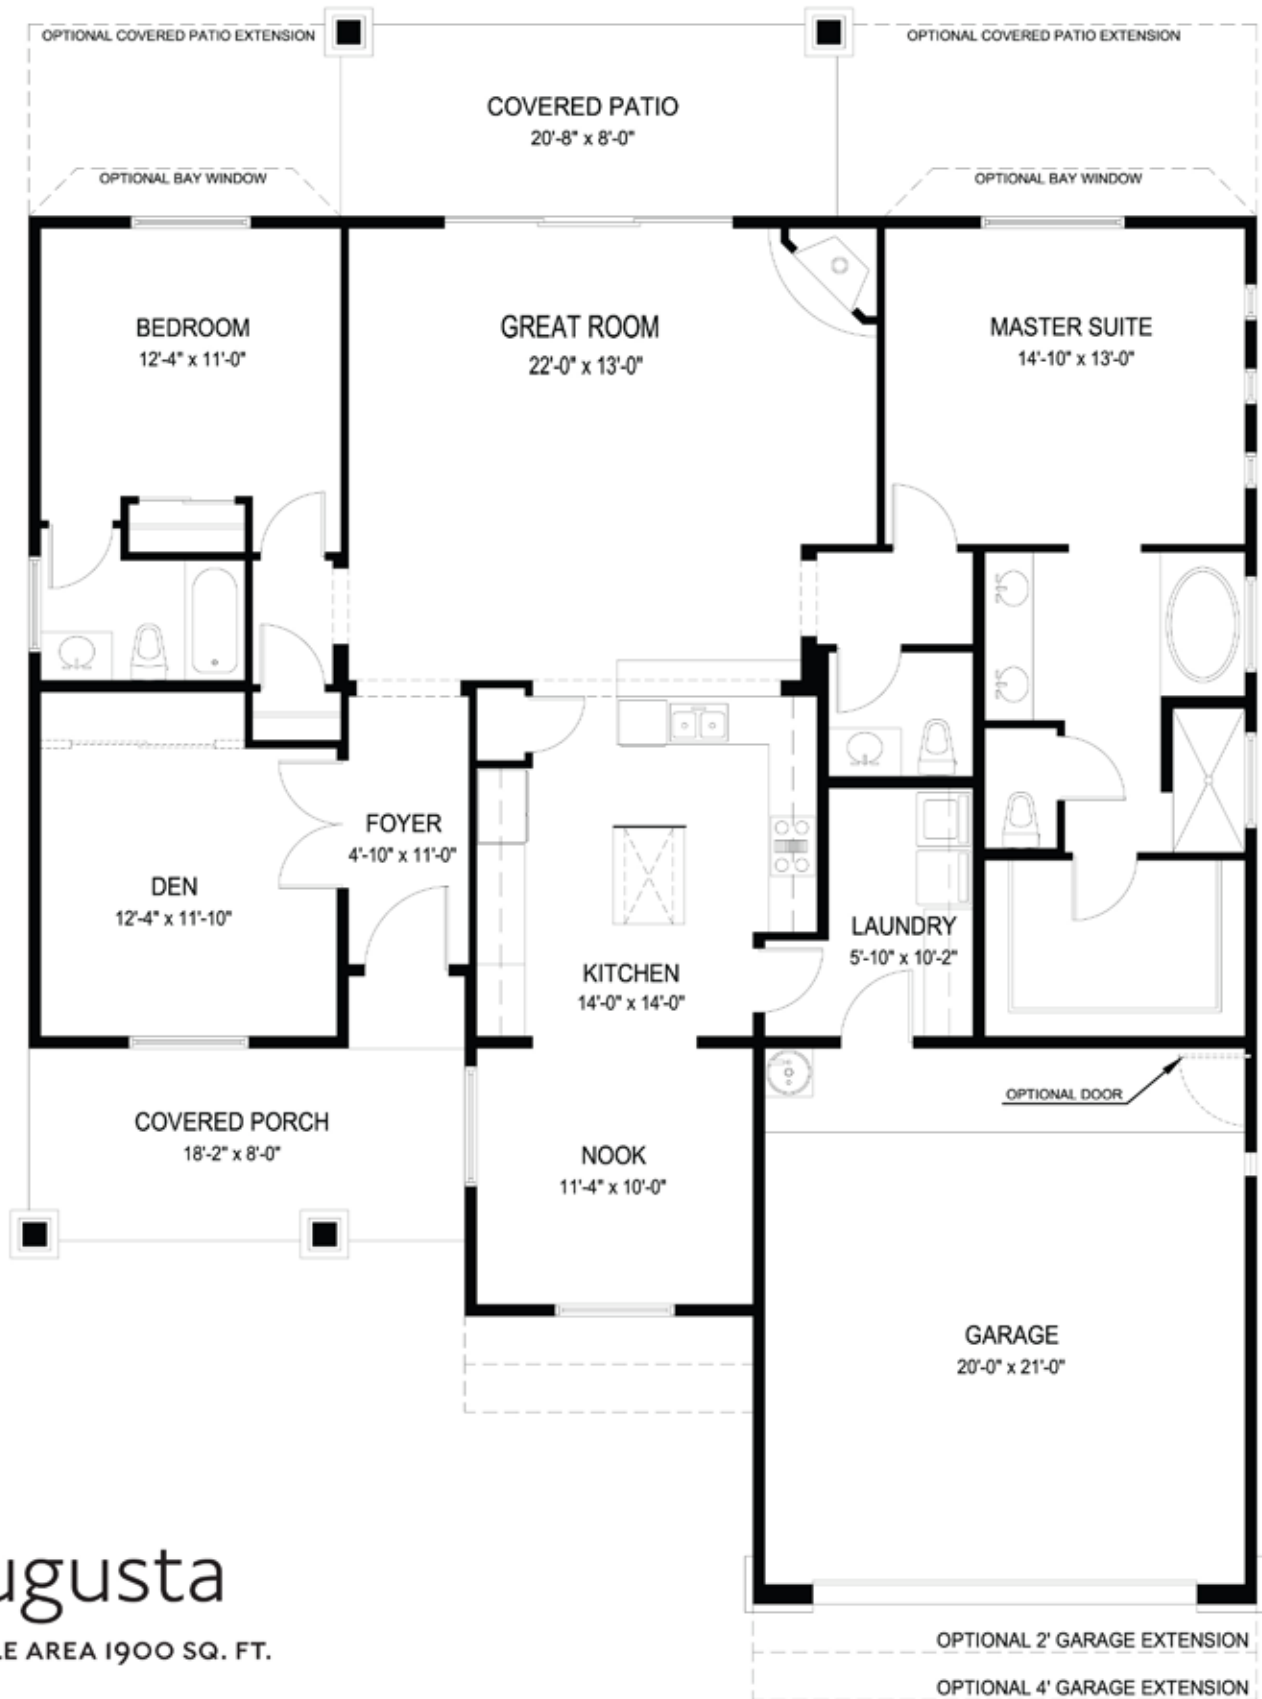 OPTIONAL COVERED PATIO EXTENSION
OPTIONAL COVERED PATIO EXTENSION
COVERED PATIO
20'-8" x 8'-0"
OPTIONAL BAY WINDOW
OPTIONAL BAY WINDOW
BEDROOM
12'-4" x 11'-0"
GREAT ROOM
22'-0" x 13'-0"
MASTER SUITE
14'-10" x 13'-0"
FOYER
4'-10" x 11'-0"
DEN
12'-4" x 11'-10"
LAUNDRY
5'-10" x 10'-2"
KITCHEN
14'-0" x 14'-0"
OPTIONAL DOOR
COVERED PORCH
18'-2" x 8'-0"
NOOK
11'-4" x 10'-0"
GARAGE
20'-0" x 21'-0"
ugusta
LE AREA 1900 SQ. FT.
OPTIONAL 2' GARAGE EXTENSION
OPTIONAL 4' GARAGE EXTENSION